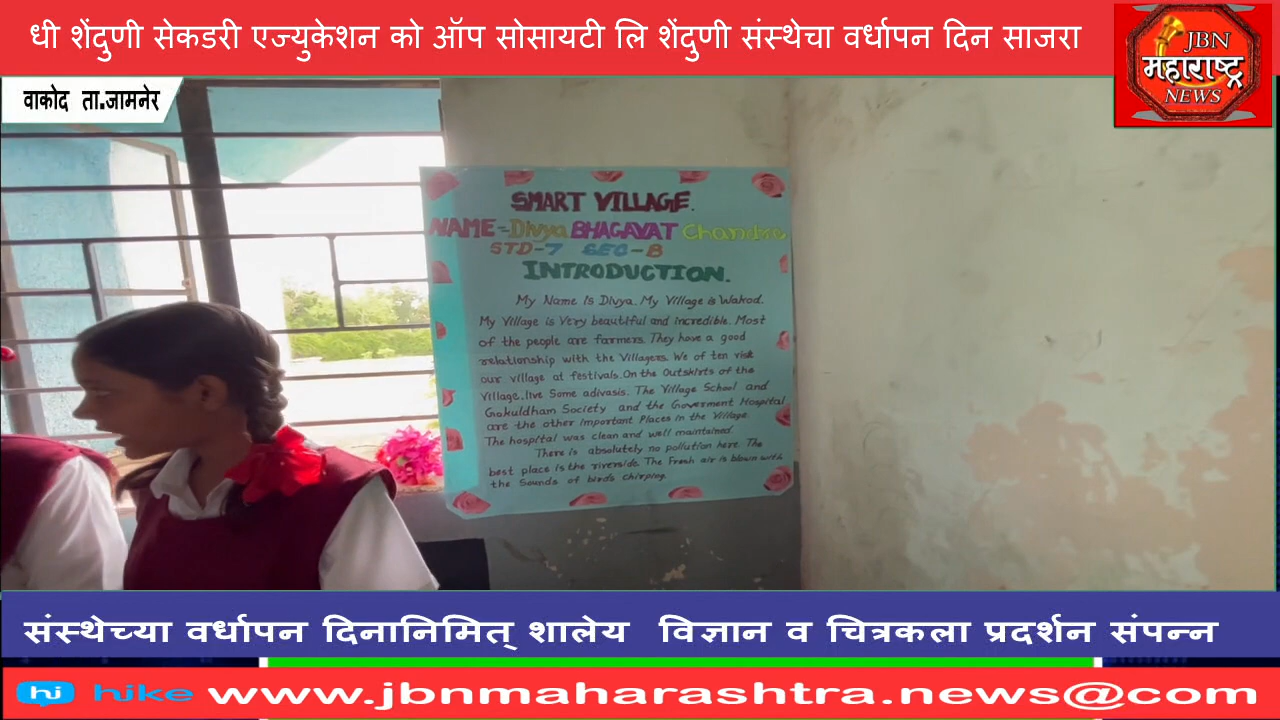 धी शेंदुणी सेकडरी एज्युकेशन को ऑप सोसायटी लि शेंदुणी संस्थेचा वर्धापन दिन साजरा
JBN
महाराष्ट्र
NEWS
वाकोद ता.जामनेर
SMART VILLAGE.
NAME-Divya BHAGAVAT
STD-7 SEC-B
INTRODUCTION.
My Name Is Divya. My Village is Wakod.
My Village is Very beautiful and incredible. Most
of the people are farmers. They have a good
relationship with the Villagers. We of ten visit
our village at festivals. On the Outskirts of the
Village, live Some adivasis. The Village School and
Gokuldham Society and the Goverment Hospital
are the other Important Places in the Village.
The hospital was clean and well maintained.
There is absolutely no pollution here. The
best place is the riverside. The Fresh air is blown with
the Sounds of birds chirping.
संस्थेच्या वर्धापन दिनानिमित् शालेय विज्ञान व चित्रकला प्रदर्शन संपन्न
hi hike www.jbnmaharashtra.news@com